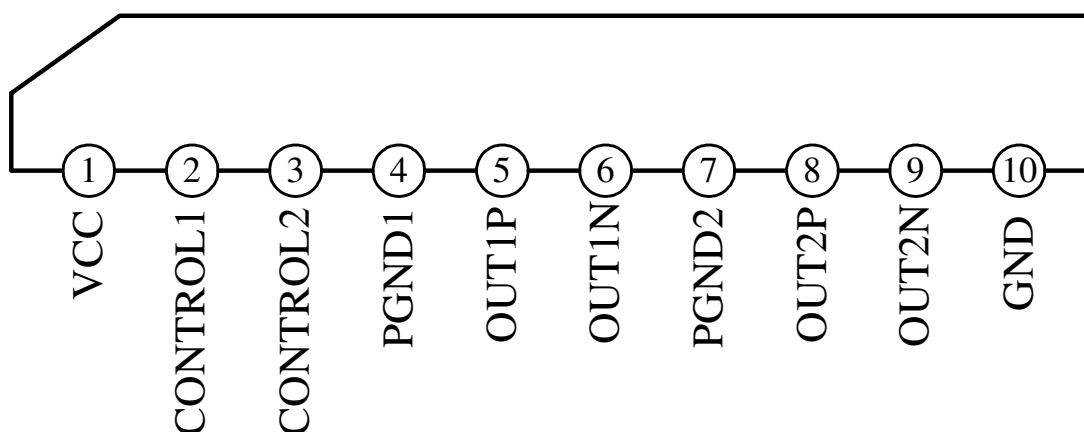 1 2 3 4 5 6 7 8 9 10
VCC
CONTROL1
CONTROL2
PGND1
OUT1P
OUT1N
PGND2
OUT2P
OUT2N
GND